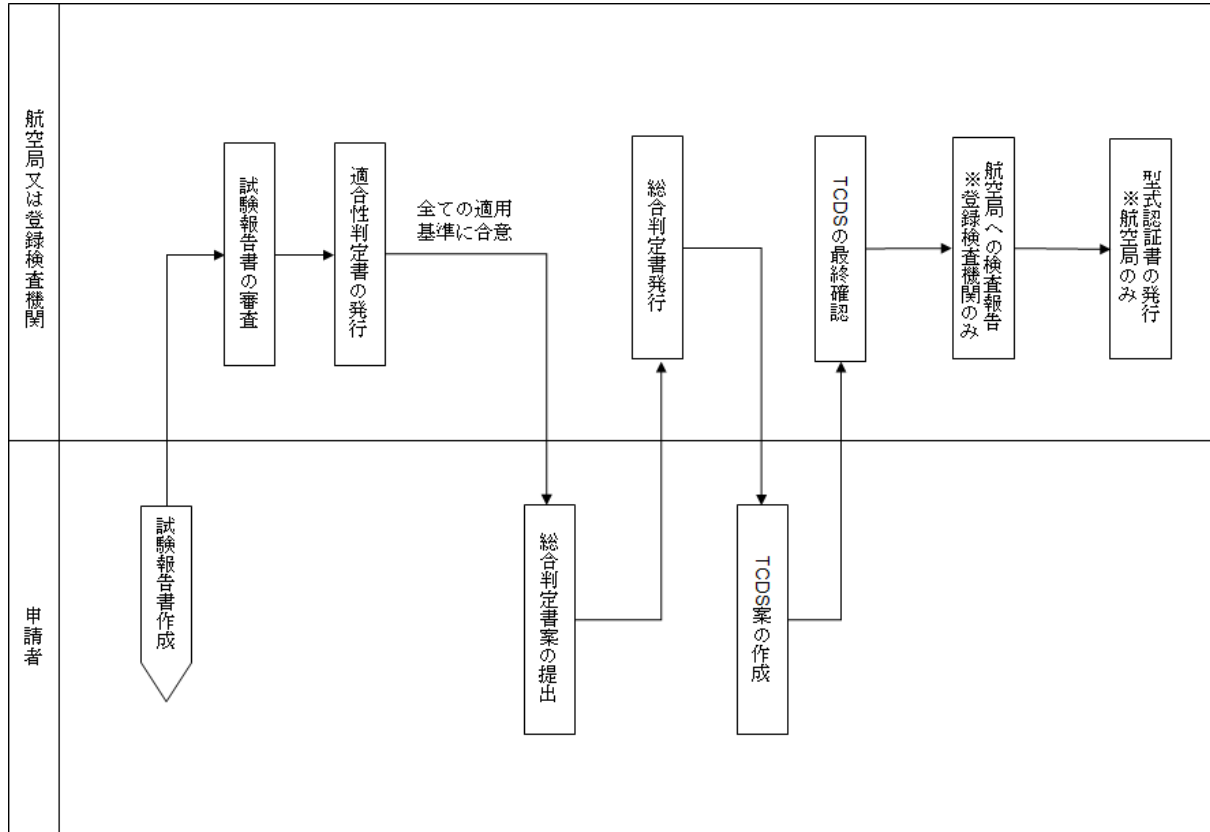 航空局又は登録検査機関
試験報告書の審査
適合性判定書の発行
全ての適用
基準に合意
総合判定書発行
TCDSの最終確認
航空局への検査報告
※登録検査機関のみ
型式認証書の発行
※航空局のみ
申請者
試験報告書作成
総合判定書案の提出
TCDS案の作成